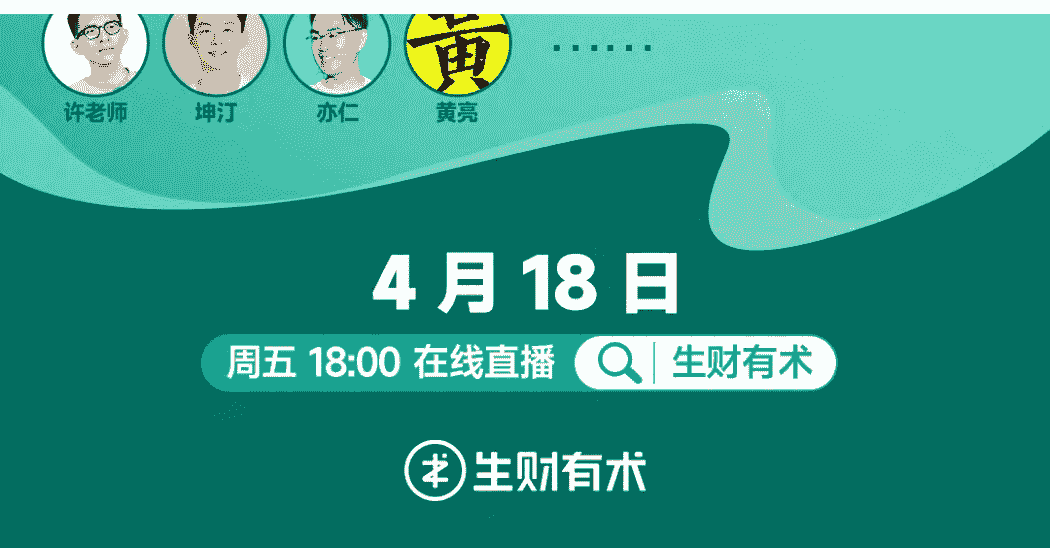 黄
许老师 坤汀 亦仁 黄亮
······
4 月 18 日
周五 18:00 在线直播 生财有术
生财有术